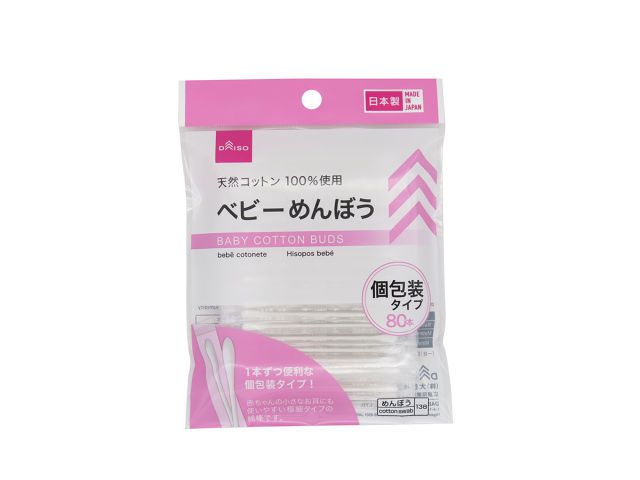 日本製
MADE
IN
JAPAN
DAISO
天然コットン 100%使用
ベビーめんぼう
BABY COTTON BUDS
bebê cotonete Hisopos bebé
個包装
タイプ
80本
1本ずつ便利な
個包装タイプ!
赤ちゃんの小さなお耳にも
使いやすい極細タイプの
綿棒です。
めんぼう
cotton swab
138